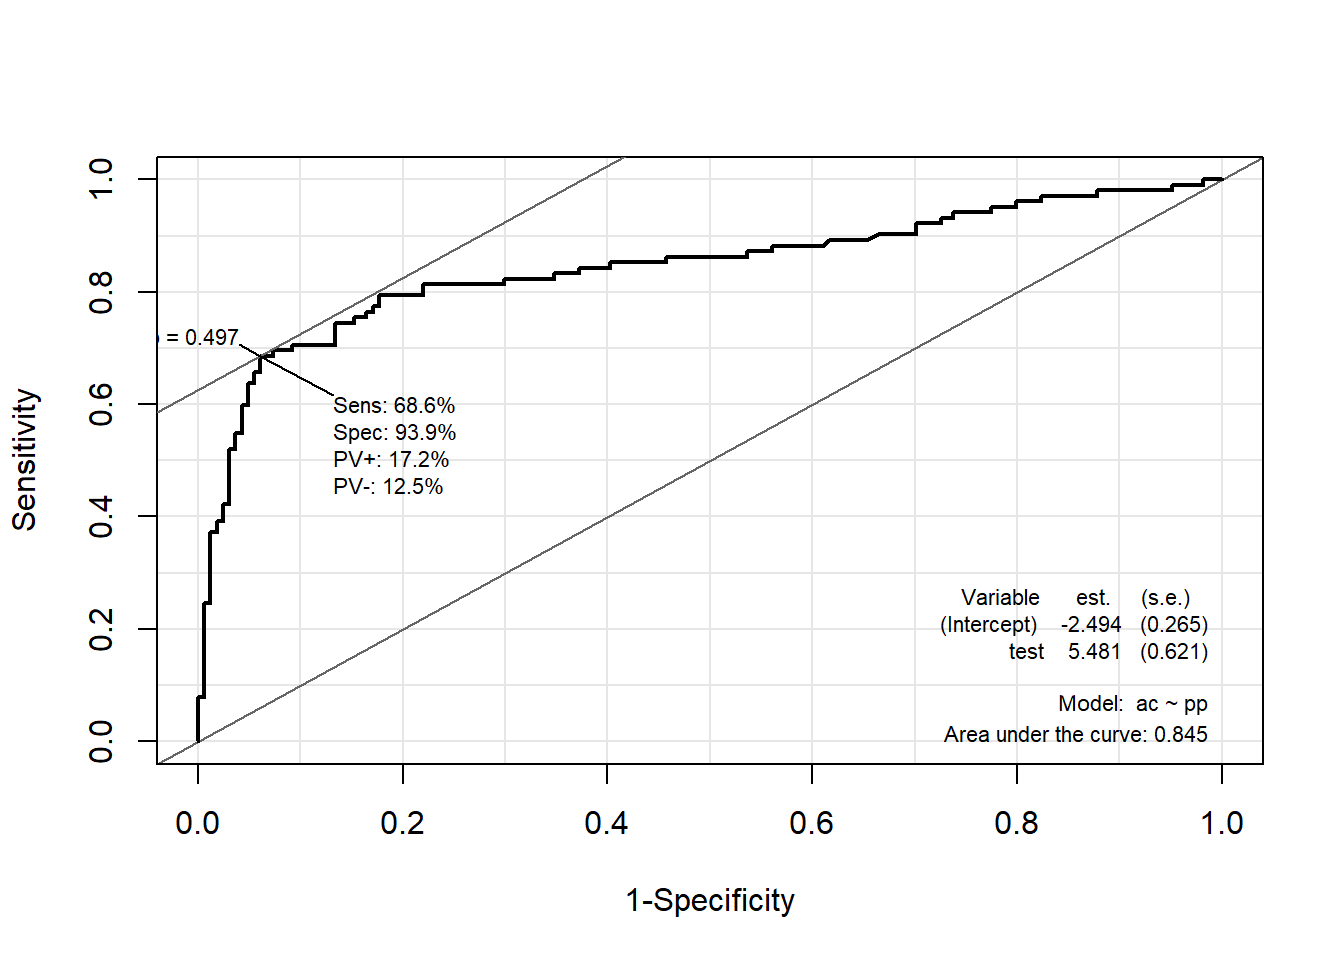 1.0
0.8
0.6
0.4
0.2
0.0
Sensitivity
= 0.497
Sens: 68.6%
Spec: 93.9%
PV+: 17.2%
PV-: 12.5%
Variable est. (s.e.)
(Intercept) -2.494 (0.265)
test 5.481 (0.621)
Model: ac ~ pp
Area under the curve: 0.845
0.0 0.2 0.4 0.6 0.8 1.0
1-Specificity